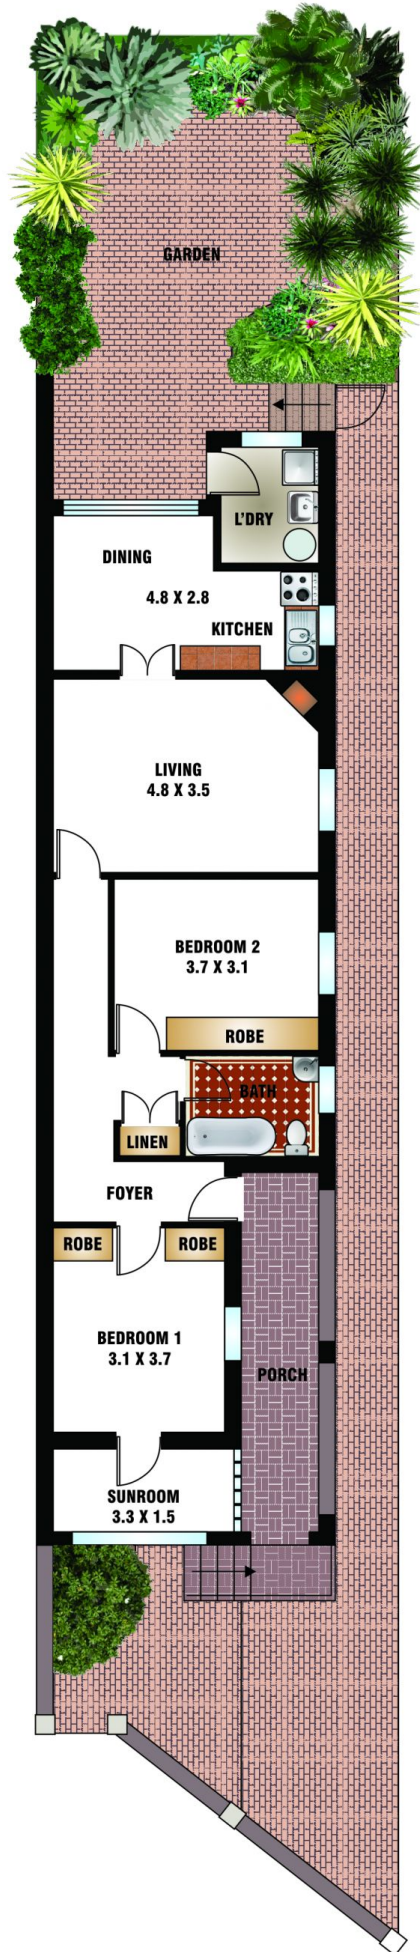 GARDEN
L'DRY
DINING
4.8 X 2.8
KITCHEN
LIVING
4.8 X 3.5
BEDROOM 2
3.7 X 3.1
ROBE
BATH
LINEN
FOYER
ROBE
ROBE
BEDROOM 1
3.1 X 3.7
PORCH
SUNROOM
3.3 X 1.5